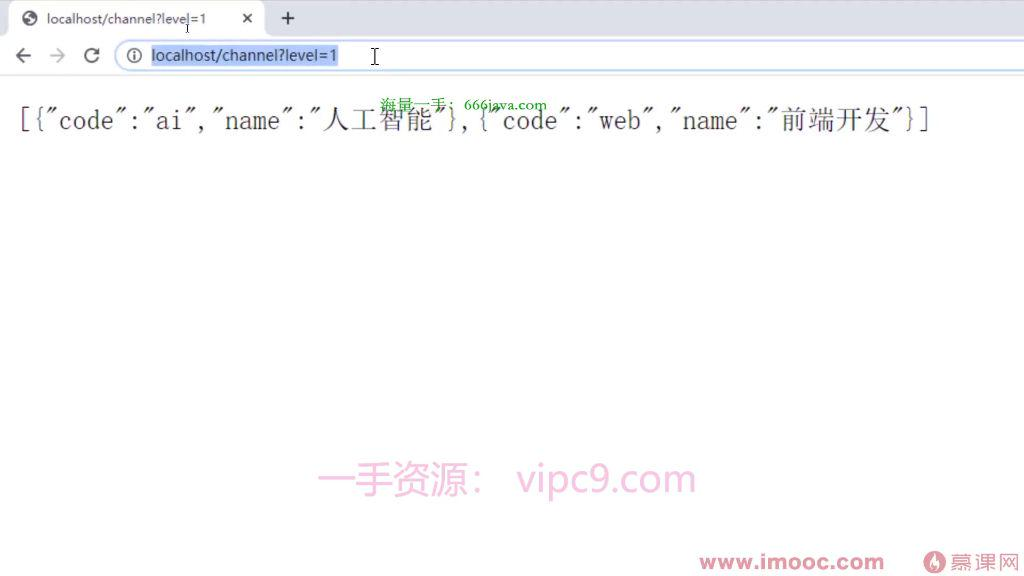 localhost/channel?level=1
localhost/channel?level=1
海量一手：666java.com
[{"code":"ai","name":"人工智能"},{"code":"web","name":"前端开发"}]
一手资源： vipc9.com
www.imooc.com 慕课网